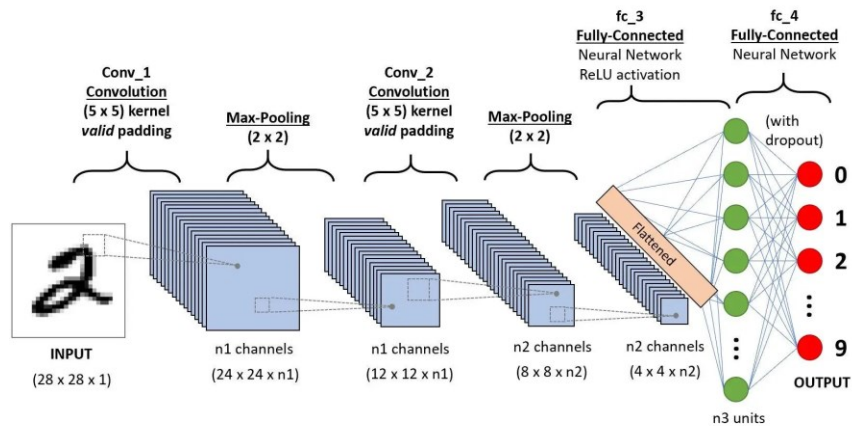 fc_3
Fully-Connected
Neural Network
ReLU activation
fc_4
Fully-Connected
Neural Network
Conv_1
Convolution
(5 x 5) kernel
valid padding
Max-Pooling
(2 x 2)
Conv_2
Convolution
(5 x 5) kernel
valid padding
Max-Pooling
(2 x 2)
(with
dropout)
Flattened
0
1
2
9
OUTPUT
INPUT
(28 x 28 x 1)
n1 channels
(24 x 24 x n1)
n1 channels
(12 x 12 x n1)
n2 channels
(8 x 8 x n2)
n2 channels
(4 x 4 x n2)
n3 units
2